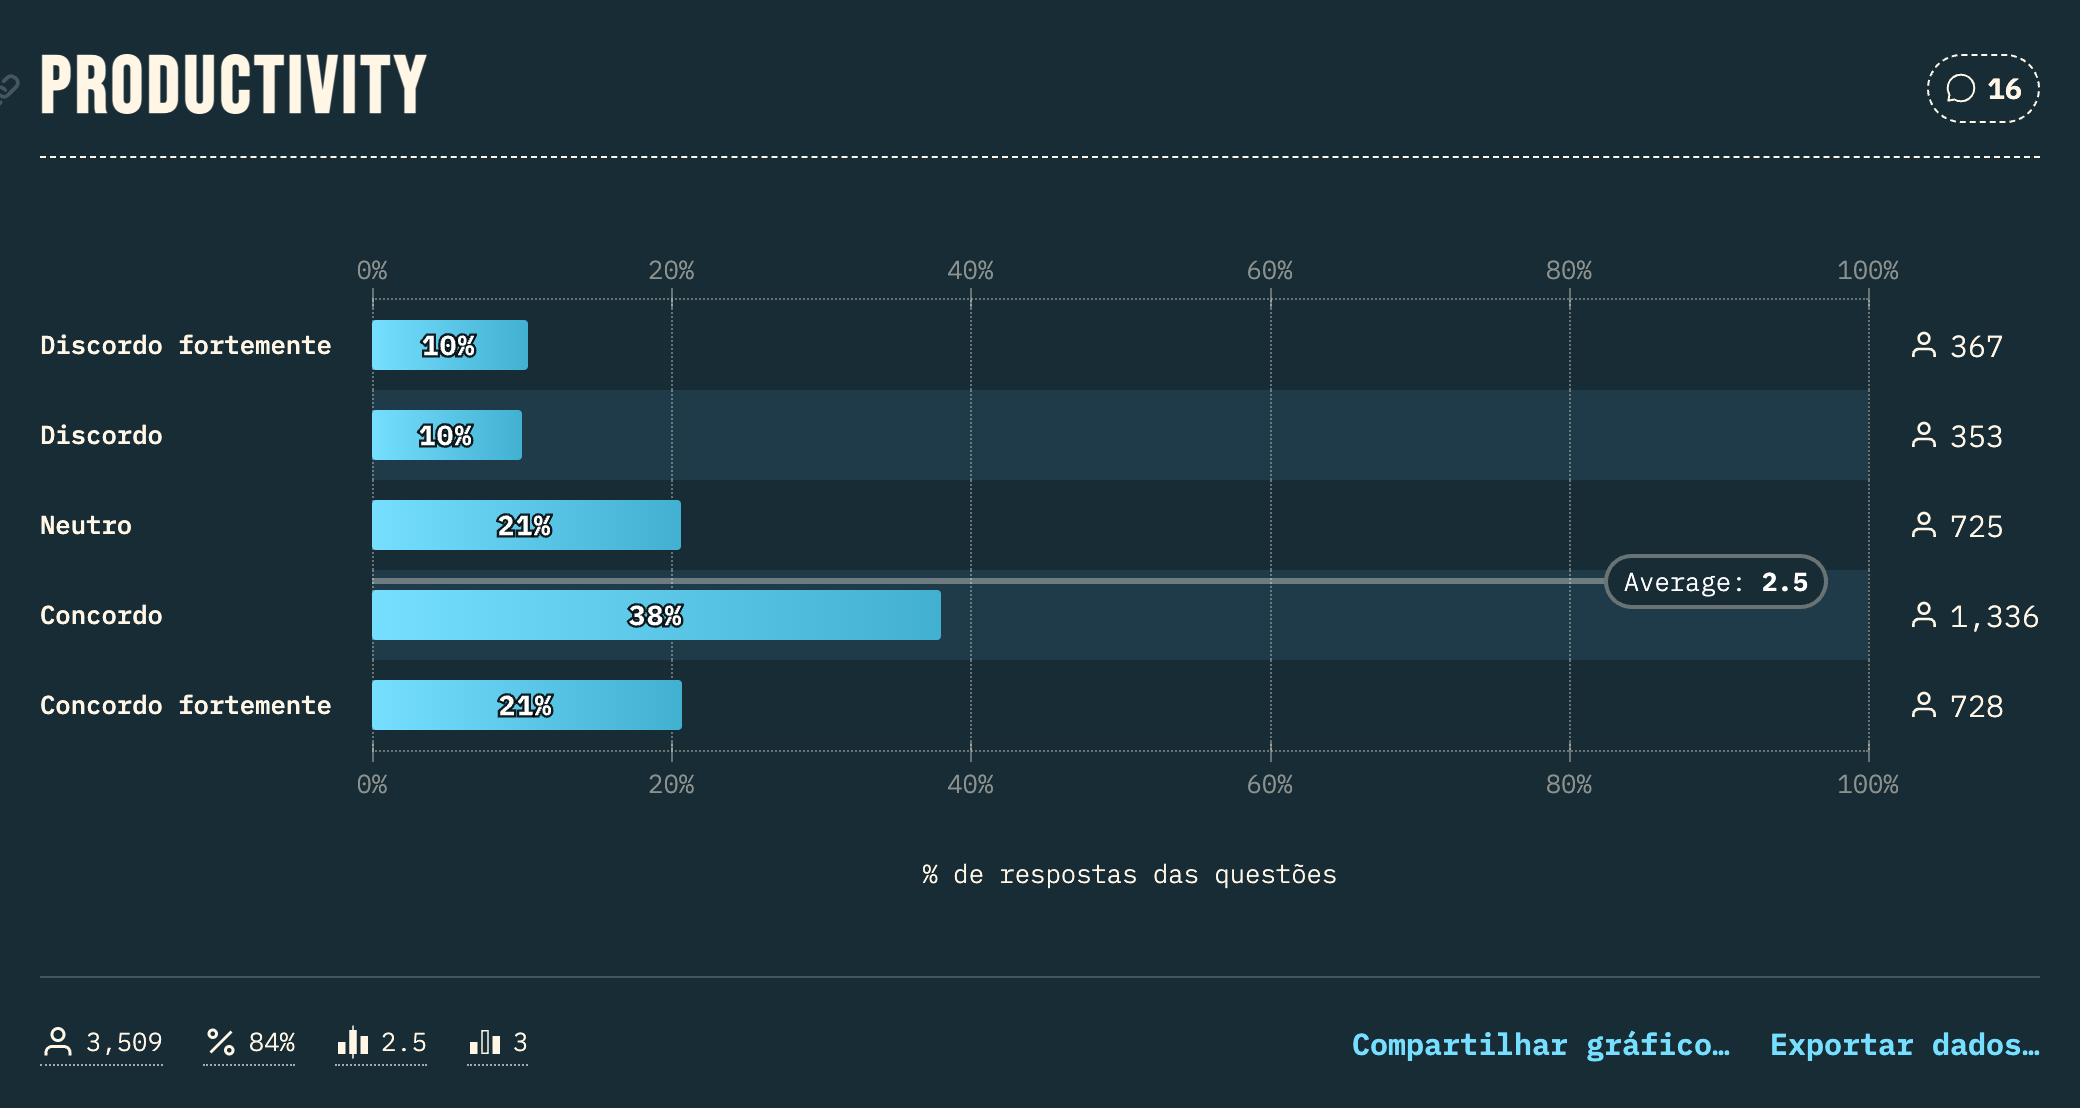 PRODUCTIVITY
16
0% 20% 40% 60% 80% 100%
Discordo fortemente 10% 367
Discordo 10% 353
Neutro 21% 725
Average: 2.5
Concordo 38% 1,336
Concordo fortemente 21% 728
0% 20% 40% 60% 80% 100%
% de respostas das questões
3,509 84% 2.5 3 Compartilhar gráfico… Exportar dados…